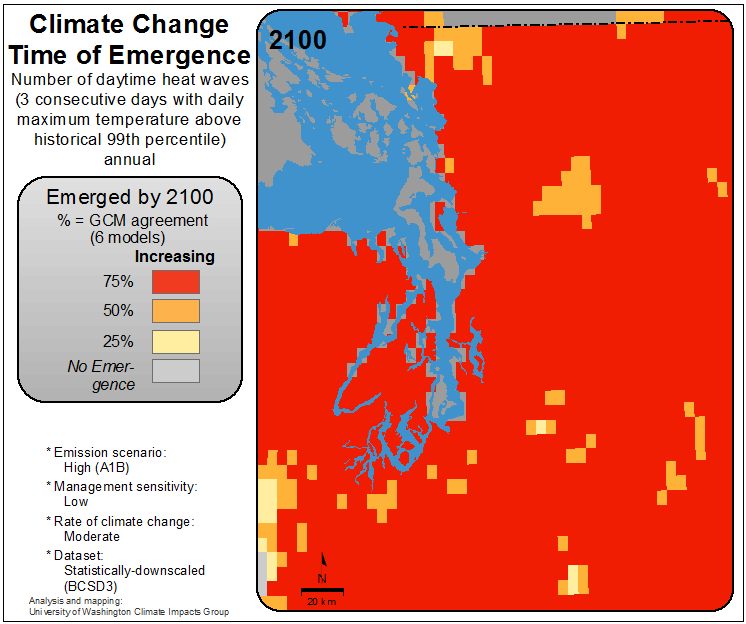 Climate Change
Time of Emergence
Number of daytime heat waves
(3 consecutive days with daily
maximum temperature above
historical 99th percentile)
annual
Emerged by 2100
% = GCM agreement
(6 models)
Increasing
75%
50%
25%
No Emer-
gence
* Emission scenario:
High (A1B)
* Management sensitivity:
Low
* Rate of climate change:
Moderate
* Dataset:
Statistically-downscaled
(BCSD3)
Analysis and mapping:
University of Washington Climate Impacts Group
2100
N
20 km